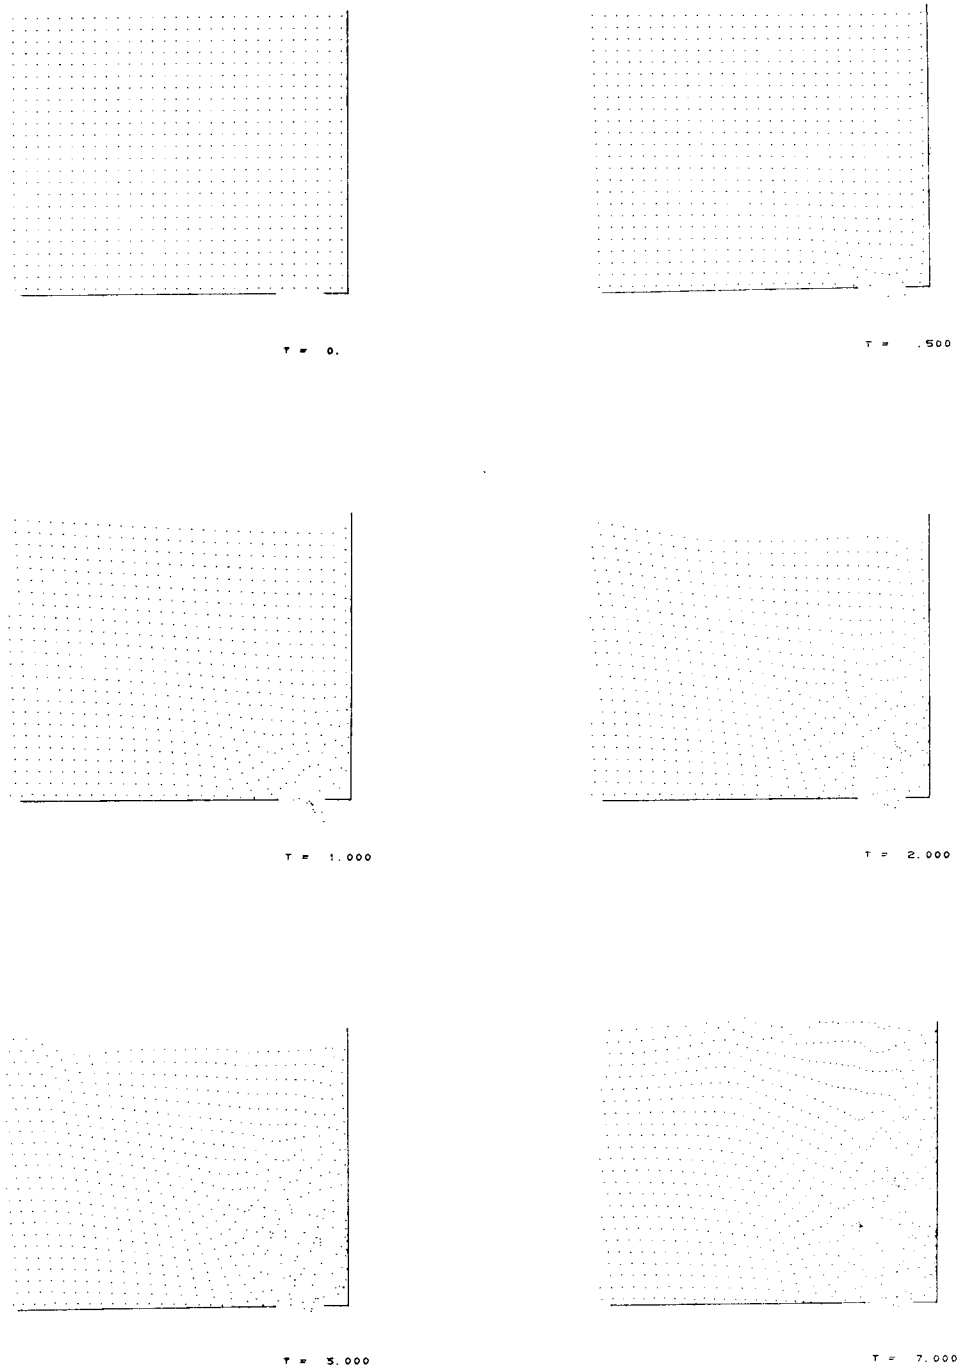 T = 0.
T = .500
T = 1.000
T = 2.000
T = 3.000
T = 7.000